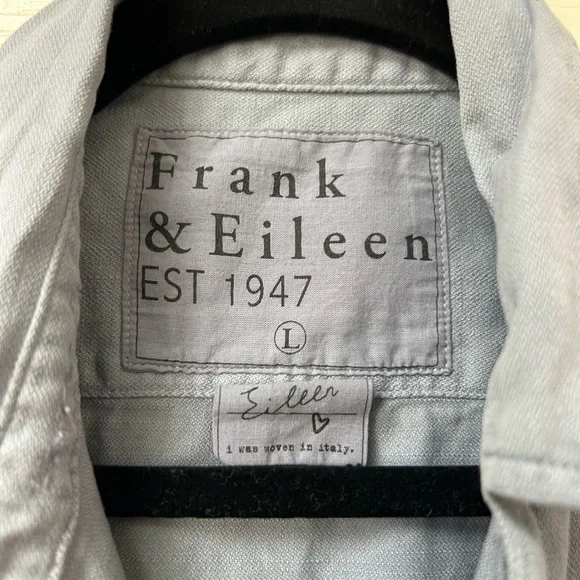 Frank
& Eileen
EST 1947
L
Eileen
i was woven in italy.